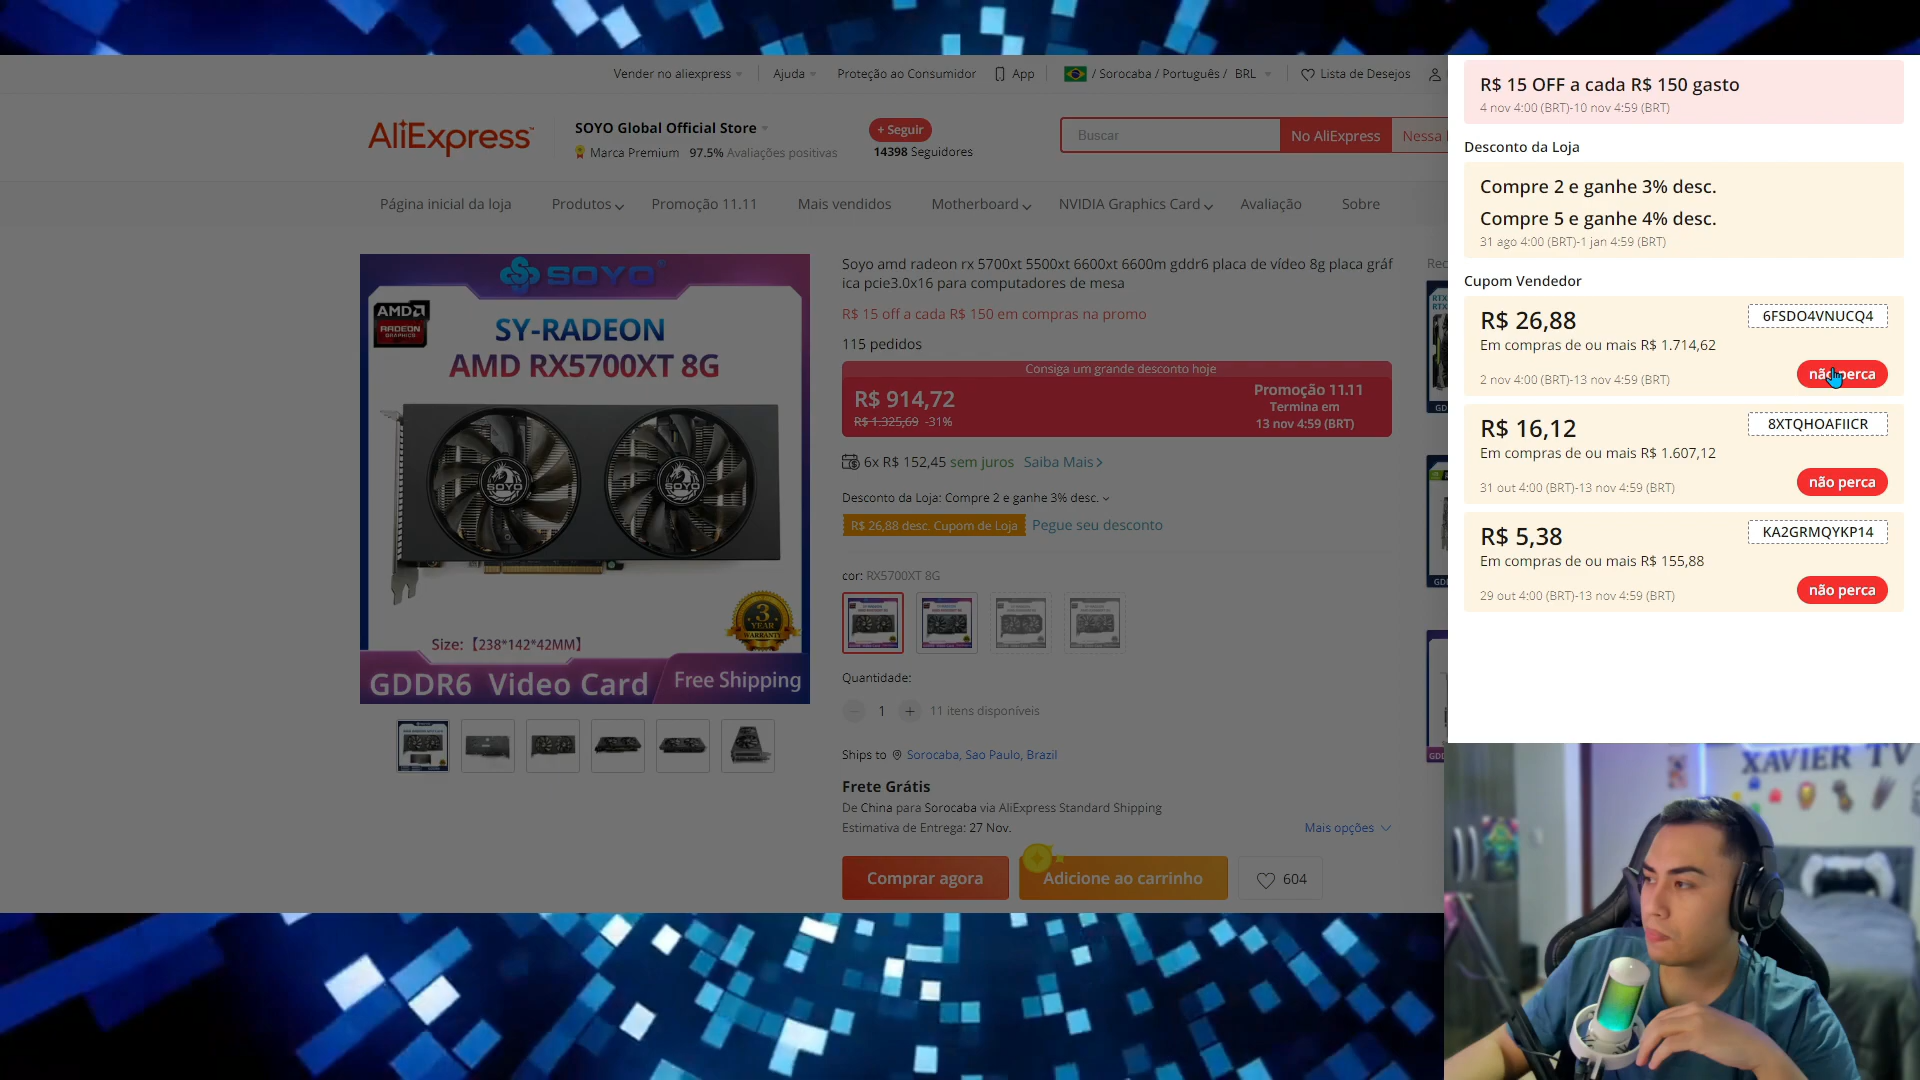 Vender no aliexpress
Ajuda
Proteção ao Consumidor
App
/ Sorocaba / Português / BRL
Lista de Desejos
AliExpress
SOYO Global Official Store
Marca Premium 97.5% Avaliações positivas
+ Seguir
14398 Seguidores
Buscar
No AliExpress
Nessa
Página inicial da loja
Produtos
Promoção 11.11
Mais vendidos
Motherboard
NVIDIA Graphics Card
Avaliação
Sobre
SOYO
AMD
RADEON
GRAPHICS
SY-RADEON
AMD RX5700XT 8G
SOYO
SOYO
3
YEAR
WARRANTY
Size:【238*142*42MM】
GDDR6 Video Card
Free Shipping
Soyo amd radeon rx 5700xt 5500xt 6600xt 6600m gddr6 placa de vídeo 8g placa gráf
ica pcie3.0x16 para computadores de mesa
R$ 15 off a cada R$ 150 em compras na promo
115 pedidos
Consiga um grande desconto hoje
R$ 914,72
R$ 1.325,69 -31%
Promoção 11.11
Termina em
13 nov 4:59 (BRT)
6x R$ 152,45 sem juros Saiba Mais
Desconto da Loja: Compre 2 e ganhe 3% desc.
R$ 26,88 desc. Cupom de Loja Pegue seu desconto
cor: RX5700XT 8G
Quantidade:
1
+
11 itens disponíveis
Ships to Sorocaba, Sao Paulo, Brazil
Frete Grátis
De China para Sorocaba via AliExpress Standard Shipping
Estimativa de Entrega: 27 Nov.
Mais opções
Comprar agora
Adicione ao carrinho
604
Rec
R$ 15 OFF a cada R$ 150 gasto
4 nov 4:00 (BRT)-10 nov 4:59 (BRT)
Desconto da Loja
Compre 2 e ganhe 3% desc.
Compre 5 e ganhe 4% desc.
31 ago 4:00 (BRT)-1 jan 4:59 (BRT)
Cupom Vendedor
R$ 26,88
6FSDO4VNUCQ4
Em compras de ou mais R$ 1.714,62
2 nov 4:00 (BRT)-13 nov 4:59 (BRT)
não perca
R$ 16,12
8XTQHOAFIICR
Em compras de ou mais R$ 1.607,12
31 out 4:00 (BRT)-13 nov 4:59 (BRT)
não perca
R$ 5,38
KA2GRMQYKP14
Em compras de ou mais R$ 155,88
29 out 4:00 (BRT)-13 nov 4:59 (BRT)
não perca
XAVIER TV